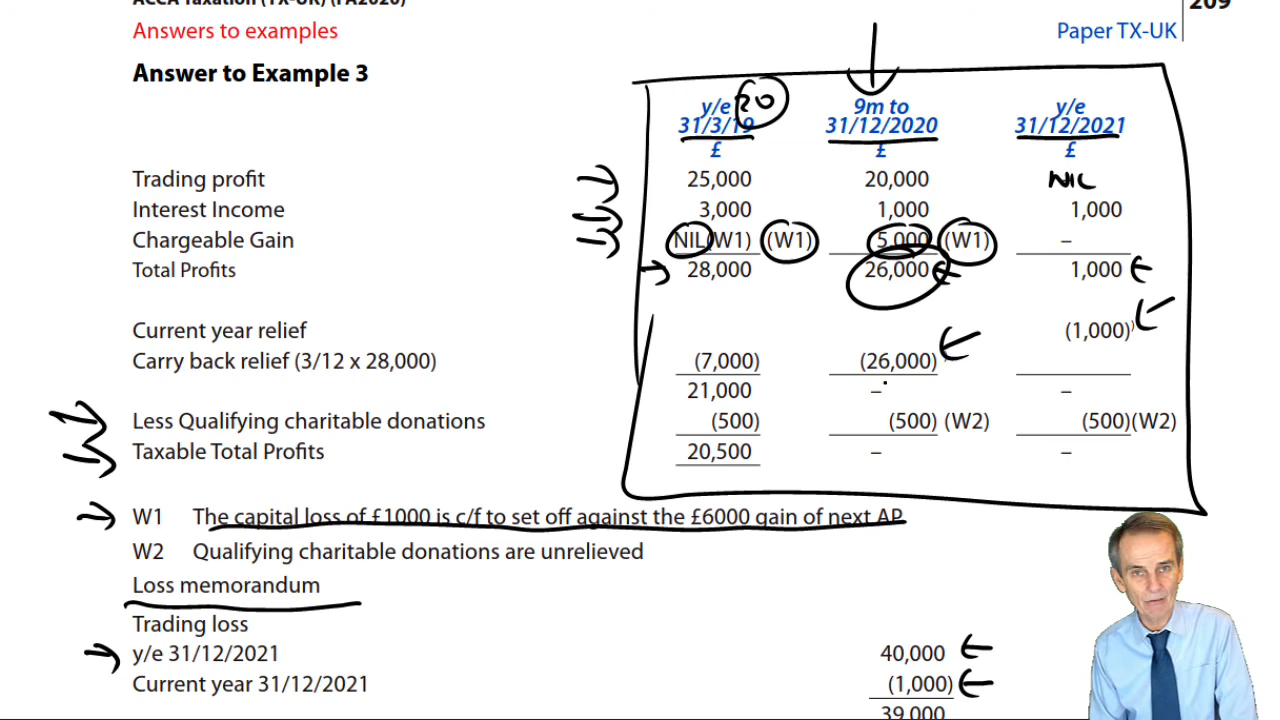 ACCA Taxation (TX-UK) (FA2020)
209
Answers to examples Paper TX-UK
Answer to Example 3
y/e 20 9m to y/e
31/3/19 31/12/2020 31/12/2021
£ £ £
Trading profit 25,000 20,000 NIL
Interest Income 3,000 1,000 1,000
Chargeable Gain NIL(W1) (W1) 5,000 (W1) –
Total Profits 28,000 26,000 1,000
Current year relief (1,000)
Carry back relief (3/12 x 28,000) (7,000) (26,000)
21,000 – –
Less Qualifying charitable donations (500) (500) (W2) (500)(W2)
Taxable Total Profits 20,500 – –
W1 The capital loss of £1000 is c/f to set off against the £6000 gain of next AP
W2 Qualifying charitable donations are unrelieved
Loss memorandum
Trading loss
y/e 31/12/2021 40,000
Current year 31/12/2021 (1,000)
39,000